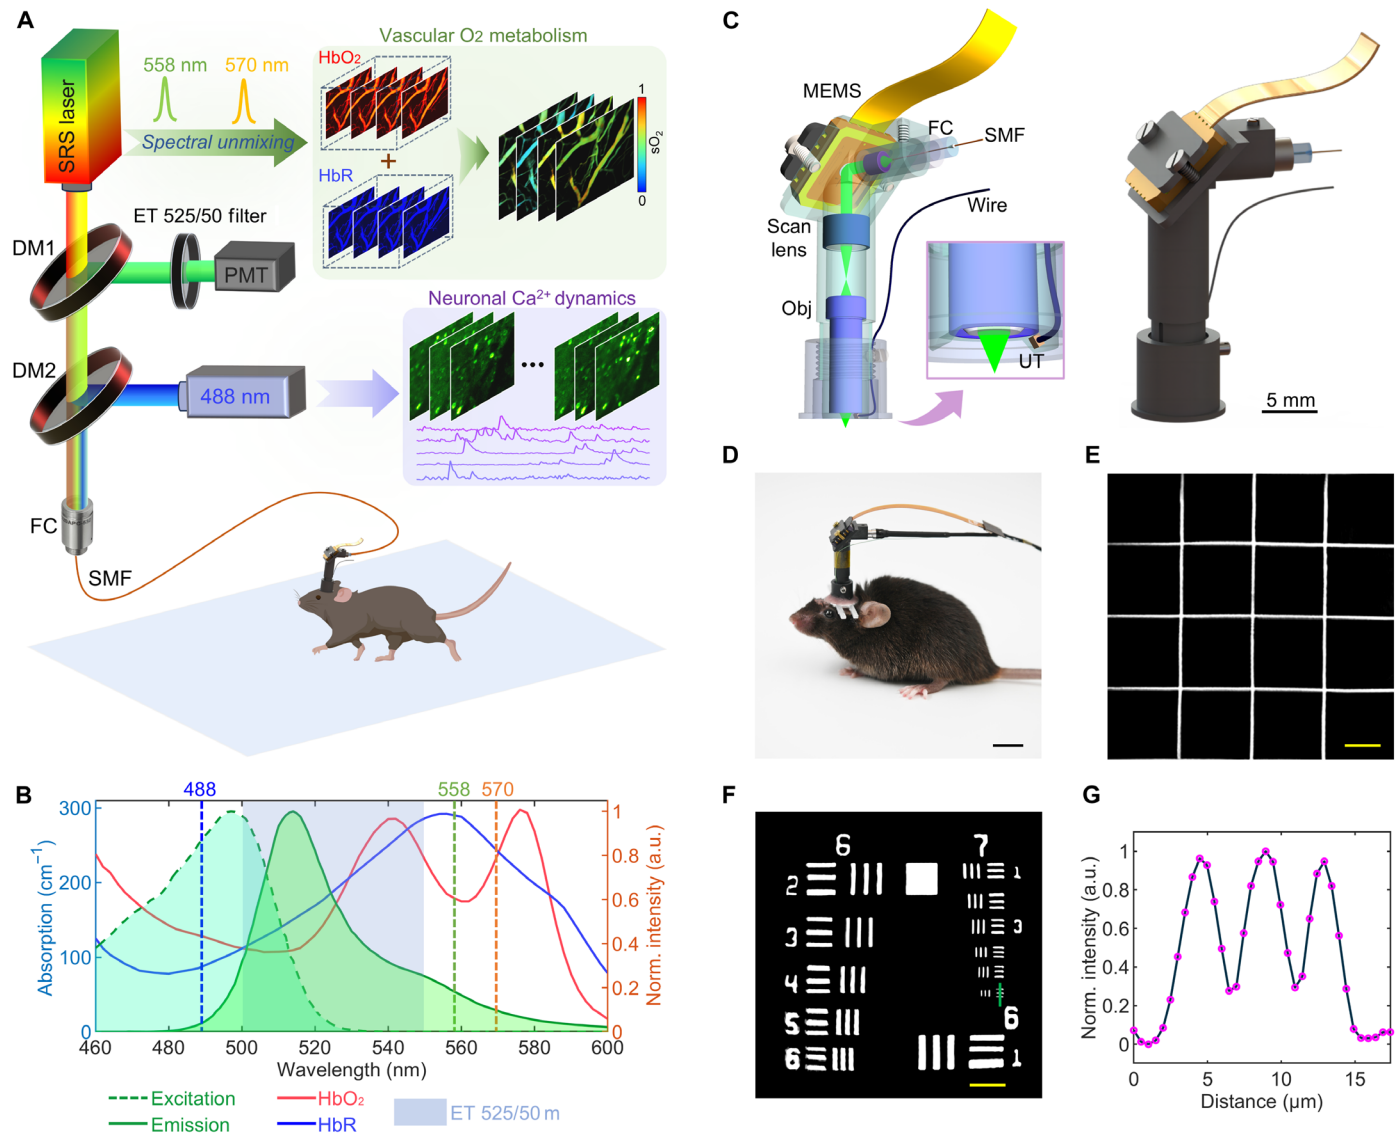 A
SRS laser
558 nm
570 nm
Spectral unmixing
Vascular O2 metabolism
HbO2
+
HbR
1
sO2
0
ET 525/50 filter
DM1
PMT
Neuronal Ca2+ dynamics
DM2
488 nm
...
FC
SMF
B
488
558
570
300
200
100
0
Absorption (cm−1)
1
0.8
0.6
0.4
0.2
0
Norm. intensity (a.u.)
460
480
500
520
540
560
580
600
Wavelength (nm)
Excitation
Emission
HbO2
HbR
ET 525/50 m
C
MEMS
FC
SMF
Scan
lens
Wire
Obj
UT
5 mm
D
E
F
6
7
2
3
4
5
6
1
3
6
1
G
1
0.8
0.6
0.4
0.2
0
Norm. intensity (a.u.)
0
5
10
15
Distance (µm)